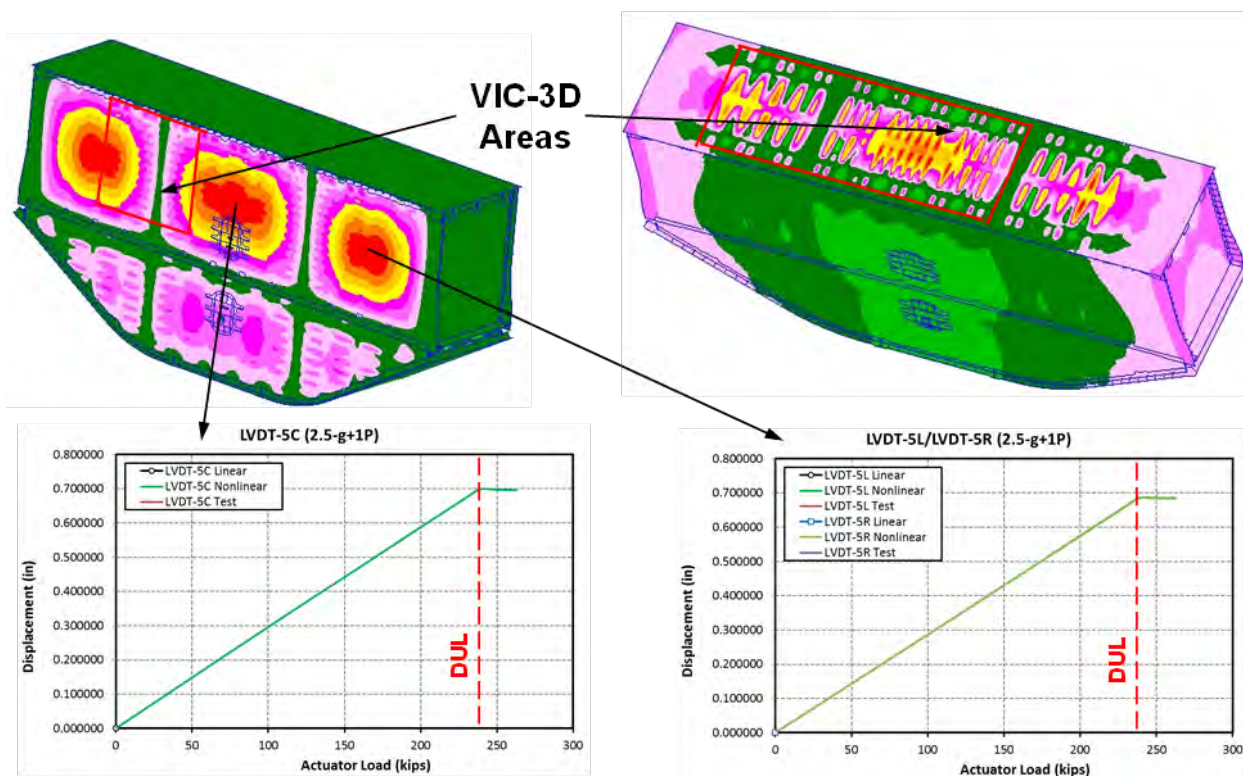 VIC-3D
Areas
LVDT-5C (2.5-g+1P)
0.800000
0.700000
0.600000
0.500000
0.400000
0.300000
0.200000
0.100000
0.000000
Displacement (in)
LVDT-5C Linear
LVDT-5C Nonlinear
LVDT-5C Test
DUL
0 50 100 150 200 250 300
Actuator Load (kips)
LVDT-5L/LVDT-5R (2.5-g+1P)
0.800000
0.700000
0.600000
0.500000
0.400000
0.300000
0.200000
0.100000
0.000000
Displacement (in)
LVDT-5L Linear
LVDT-5L Nonlinear
LVDT-5L Test
LVDT-5R Linear
LVDT-5R Nonlinear
LVDT-5R Test
DUL
0 50 100 150 200 250 300
Actuator Load (kips)